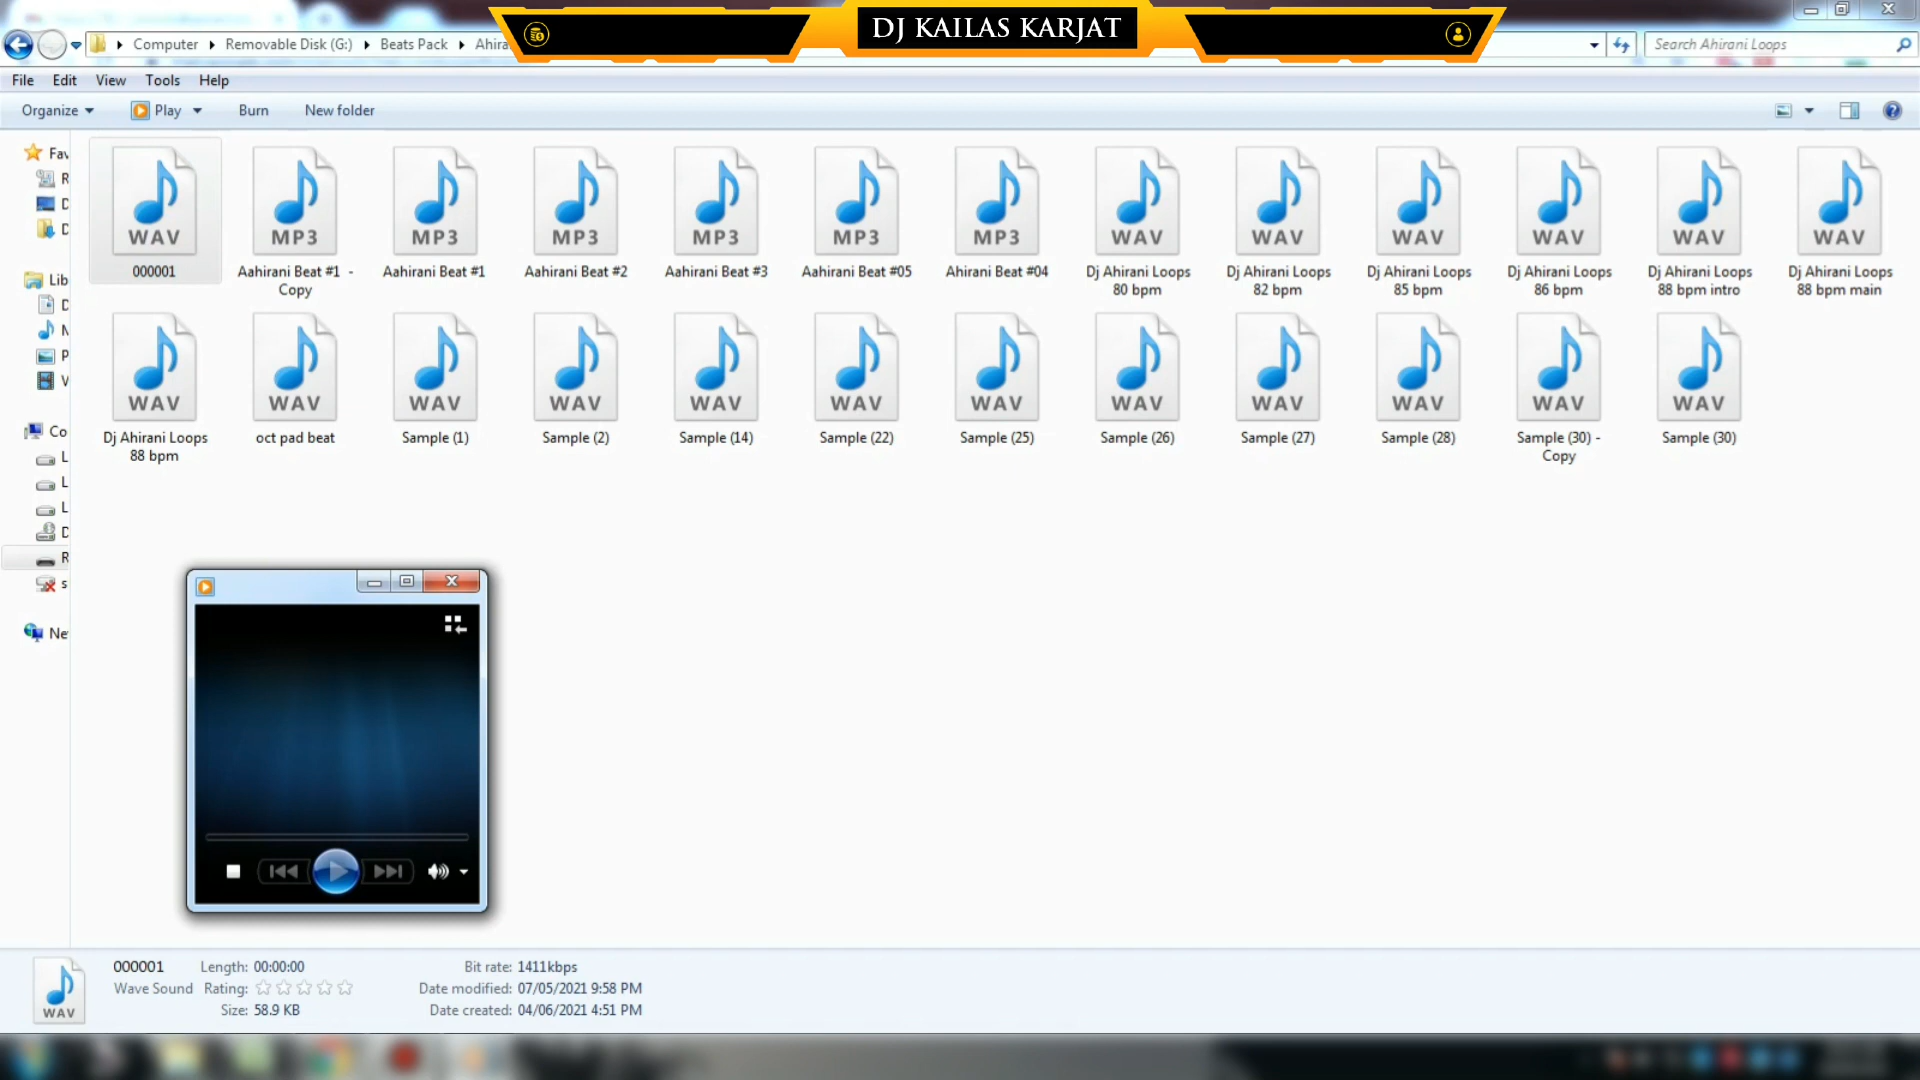 DJ KAILAS KARJAT
Computer Removable Disk (G:) Beats Pack
Search Ahirani Loops
File Edit View Tools Help
Organize Play Burn New folder
WAV MP3 MP3 MP3 MP3 MP3 MP3 WAV WAV WAV WAV WAV WAV
000001 Aahirani Beat #1 - Aahirani Beat #1 Aahirani Beat #2 Aahirani Beat #3 Aahirani Beat #05 Ahirani Beat #04 Dj Ahirani Loops Dj Ahirani Loops Dj Ahirani Loops Dj Ahirani Loops Dj Ahirani Loops Dj Ahirani Loops
Copy 80 bpm 82 bpm 85 bpm 86 bpm 88 bpm intro 88 bpm main
WAV WAV WAV WAV WAV WAV WAV WAV WAV WAV WAV WAV
Dj Ahirani Loops oct pad beat Sample (1) Sample (2) Sample (14) Sample (22) Sample (25) Sample (26) Sample (27) Sample (28) Sample (30) - Sample (30)
88 bpm Copy
000001 Length: 00:00:00 Bit rate: 1411kbps
Wave Sound Rating: Date modified: 07/05/2021 9:58 PM
WAV Size: 58.9 KB Date created: 04/06/2021 4:51 PM